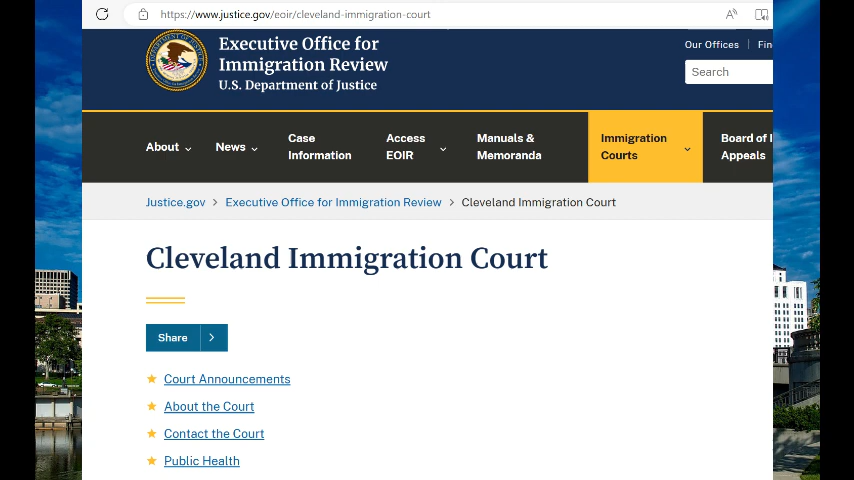 https://www.justice.gov/eoir/cleveland-immigration-court
Executive Office for
Immigration Review
U.S. Department of Justice
Our Offices
Fin
Search
About
News
Case
Information
Access
EOIR
Manuals &
Memoranda
Immigration
Courts
Board of I
Appeals
Justice.gov > Executive Office for Immigration Review > Cleveland Immigration Court
Cleveland Immigration Court
Share
Court Announcements
About the Court
Contact the Court
Public Health